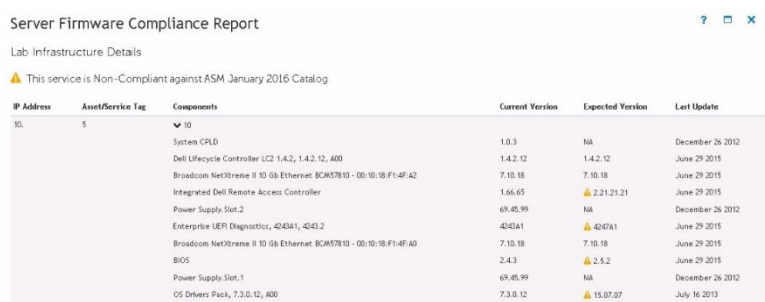 Server Firmware Compliance Report
?
Lab Infrastructure Details
This service is Non-Compliant against ASM January 2016 Catalog
IP Address Asset/Service Tag Components Current Version Expected Version Last Update
10. 5 10
System CPLD 1.0.3 NA December 26 2012
Dell Lifecycle Controller LC2 1.4.2, 1.4.2.12, A00 1.4.2.12 1.4.2.12 June 29 2015
Broadcom NetXtreme II 10 Gb Ethernet BCM57810 - 00:10:18:F1:4F:A2 7.10.18 7.10.18 June 29 2015
Integrated Dell Remote Access Controller 1.66.65 2.21.21.21 June 29 2015
Power Supply.Slot.2 69.45.99 NA December 26 2012
Enterprise UEFI Diagnostics, 4243A1, 4243.2 4243A1 4247A1 June 29 2015
Broadcom NetXtreme II 10 Gb Ethernet BCM57810 - 00:10:18:F1:4F:A0 7.10.18 7.10.18 June 29 2015
BIOS 2.4.3 2.5.2 June 29 2015
Power Supply.Slot.1 69.45.99 NA December 26 2012
OS Drivers Pack, 7.3.0.12, A00 7.3.0.12 15.07.07 July 16 2013